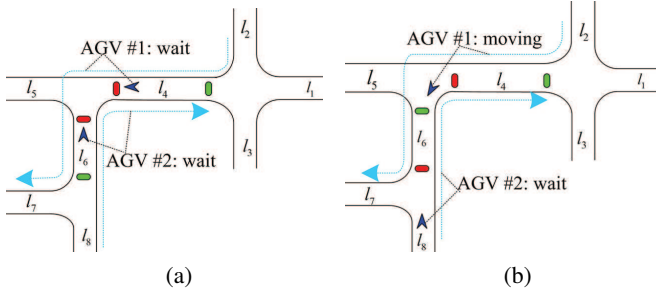 AGV #1: wait
l2
l5
l4
l1
l6
AGV #2: wait
l3
l7
l8
(a)
AGV #1: moving
l2
l5
l4
l1
l6
l3
AGV #2: wait
l7
l8
(b)